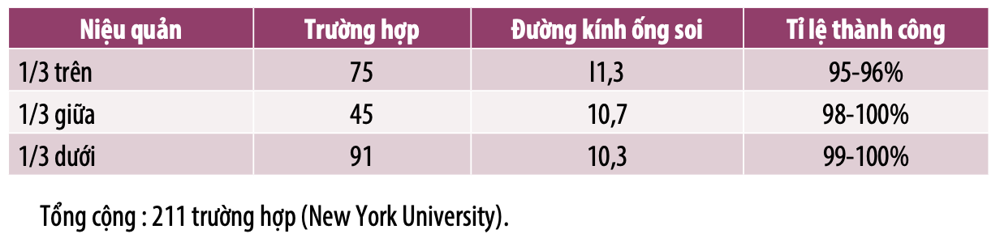 Niệu quản Trường hợp Đường kính ống soi Tỉ lệ thành công
1/3 trên 75 l1,3 95-96%
1/3 giữa 45 10,7 98-100%
1/3 dưới 91 10,3 99-100%
Tổng cộng : 211 trường hợp (New York University).